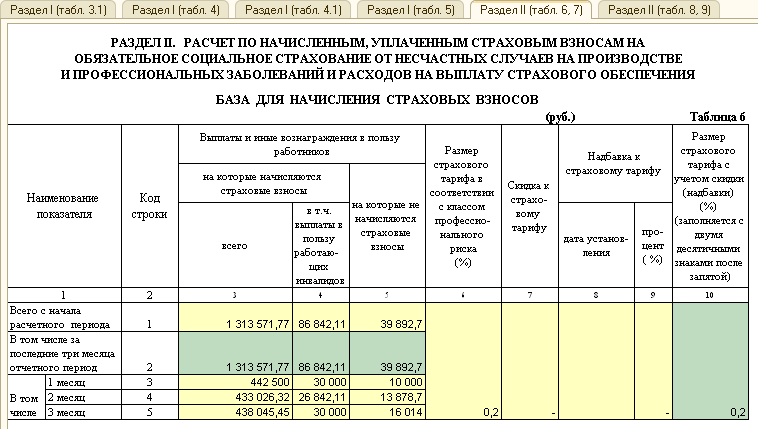 Раздел I (табл. 3.1) Раздел I (табл. 4) Раздел I (табл. 4.1) Раздел I (табл. 5) Раздел II (табл. 6, 7) Раздел II (табл. 8, 9)
РАЗДЕЛ II. РАСЧЕТ ПО НАЧИСЛЕННЫМ, УПЛАЧЕННЫМ СТРАХОВЫМ ВЗНОСАМ НА
ОБЯЗАТЕЛЬНОЕ СОЦИАЛЬНОЕ СТРАХОВАНИЕ ОТ НЕСЧАСТНЫХ СЛУЧАЕВ НА ПРОИЗВОДСТВЕ
И ПРОФЕССИОНАЛЬНЫХ ЗАБОЛЕВАНИЙ И РАСХОДОВ НА ВЫПЛАТУ СТРАХОВОГО ОБЕСПЕЧЕНИЯ
БАЗА ДЛЯ НАЧИСЛЕНИЯ СТРАХОВЫХ ВЗНОСОВ
(руб.) Таблица 6
Наименование
показателя
Код
строки
Выплаты и иные вознаграждения в пользу
работников
на которые начисляются
страховые взносы
всего
в т.ч.
выплаты в
пользу
работаю-
щих
инвалидов
на которые не
начисляются
страховые
взносы
Размер
страхового
тарифа в
соответствии
с классом
профессио-
нального
риска
(%)
Скидка к
страхо-
вому
тарифу
Надбавка к
страховому тарифу
дата установ-
ления
про-
цент
( %)
Размер
страхового
тарифа с
учетом скидки
(надбавки)
(%)
(заполняется с
двумя
десятичными
знаками после
запятой)
1 2 3 4 5 6 7 8 9 10
Всего с начала
расчетного периода 1 1 313 571,77 86 842,11 39 892,7
В том числе за
последние три месяца
отчетного период 2 1 313 571,77 86 842,11 39 892,7
В том
числе
1 месяц 3 442 500 30 000 10 000
2 месяц 4 433 026,32 26 842,11 13 878,7
3 месяц 5 438 045,45 30 000 16 014 0,2 - - 0,2